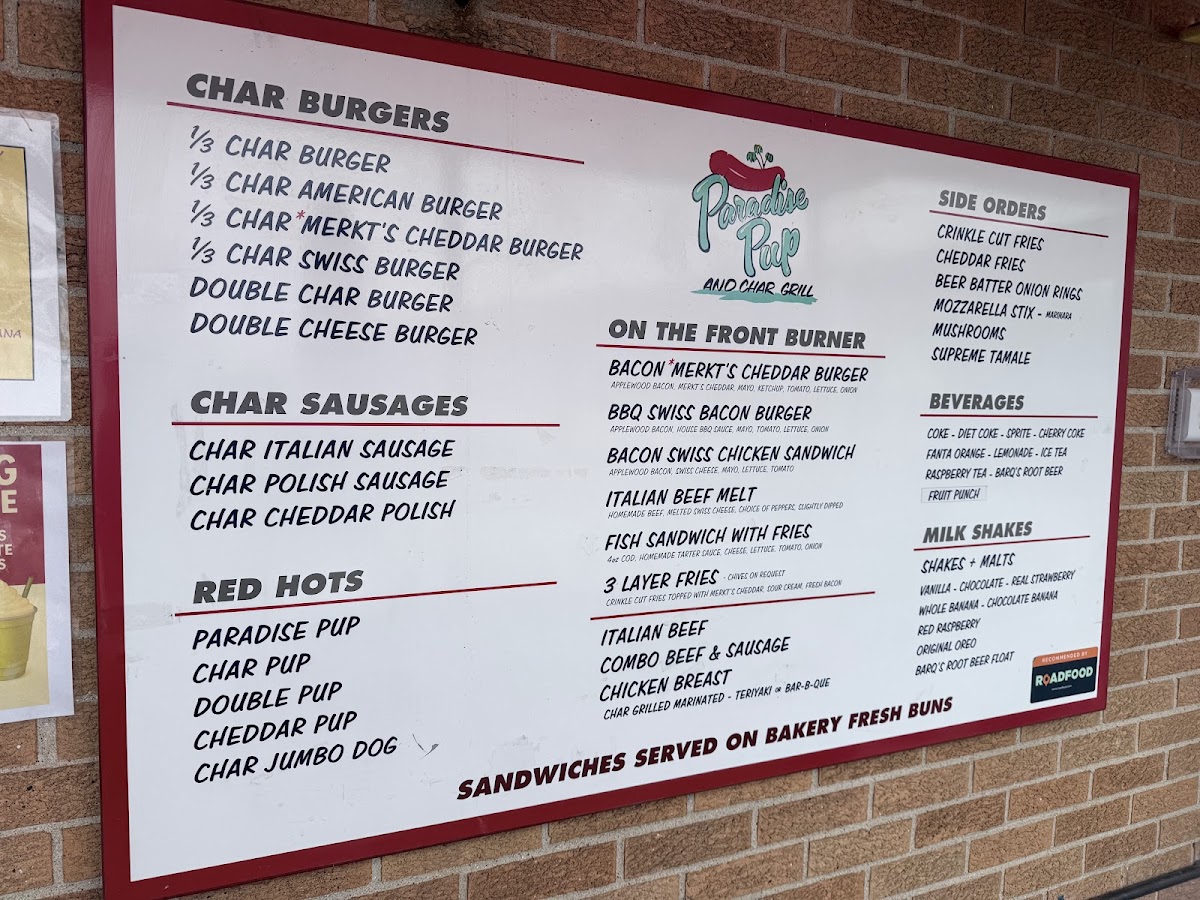 CHAR BURGERS
1/3 CHAR BURGER
1/3 CHAR AMERICAN BURGER
1/3 CHAR *MERKT'S CHEDDAR BURGER
1/3 CHAR SWISS BURGER
DOUBLE CHAR BURGER
DOUBLE CHEESE BURGER
CHAR SAUSAGES
CHAR ITALIAN SAUSAGE
CHAR POLISH SAUSAGE
CHAR CHEDDAR POLISH
RED HOTS
PARADISE PUP
CHAR PUP
DOUBLE PUP
CHEDDAR PUP
CHAR JUMBO DOG
Paradise
Pup
AND CHAR GRILL
ON THE FRONT BURNER
BACON *MERKT'S CHEDDAR BURGER
APPLEWOOD BACON, MERKT S CHEDDAR, MAYO, KETCHUP, TOMATO, LETTUCE, ONION
BBQ SWISS BACON BURGER
APPLEWOOD BACON, HOUSE BBQ SAUCE, MAYO, TOMATO, LETTUCE, ONION
BACON SWISS CHICKEN SANDWICH
APPLEWOOD BACON, SWISS CHEESE, MAYO, LETTUCE, TOMATO
ITALIAN BEEF MELT
HOMEMADE BEEF, MELTED SWISS CHEESE, CHOICE OF PEPPERS, SLIGHTLY DIPPED
FISH SANDWICH WITH FRIES
4oz COD, HOMEMADE TARTER SAUCE, CHEESE, LETTUCE, TOMATO, ONION
3 LAYER FRIES - CHIVES ON REQUEST
CRINKLE CUT FRIES TOPPED WITH MERKT'S CHEDDAR, SOUR CREAM, FRESH BACON
ITALIAN BEEF
COMBO BEEF & SAUSAGE
CHICKEN BREAST
CHAR GRILLED MARINATED - TERIYAKI OR BAR-B-QUE
SIDE ORDERS
CRINKLE CUT FRIES
CHEDDAR FRIES
BEER BATTER ONION RINGS
MOZZARELLA STIX - MARINARA
MUSHROOMS
SUPREME TAMALE
BEVERAGES
COKE - DIET COKE - SPRITE - CHERRY COKE
FANTA ORANGE - LEMONADE - ICE TEA
RASPBERRY TEA - BARQ'S ROOT BEER
FRUIT PUNCH
MILK SHAKES
SHAKES + MALTS
VANILLA - CHOCOLATE - REAL STRAWBERRY
WHOLE BANANA - CHOCOLATE BANANA
RED RASPBERRY
ORIGINAL OREO
BARQ'S ROOT BEER FLOAT
RECOMMENDED BY
ROADFOOD
SANDWICHES SERVED ON BAKERY FRESH BUNS